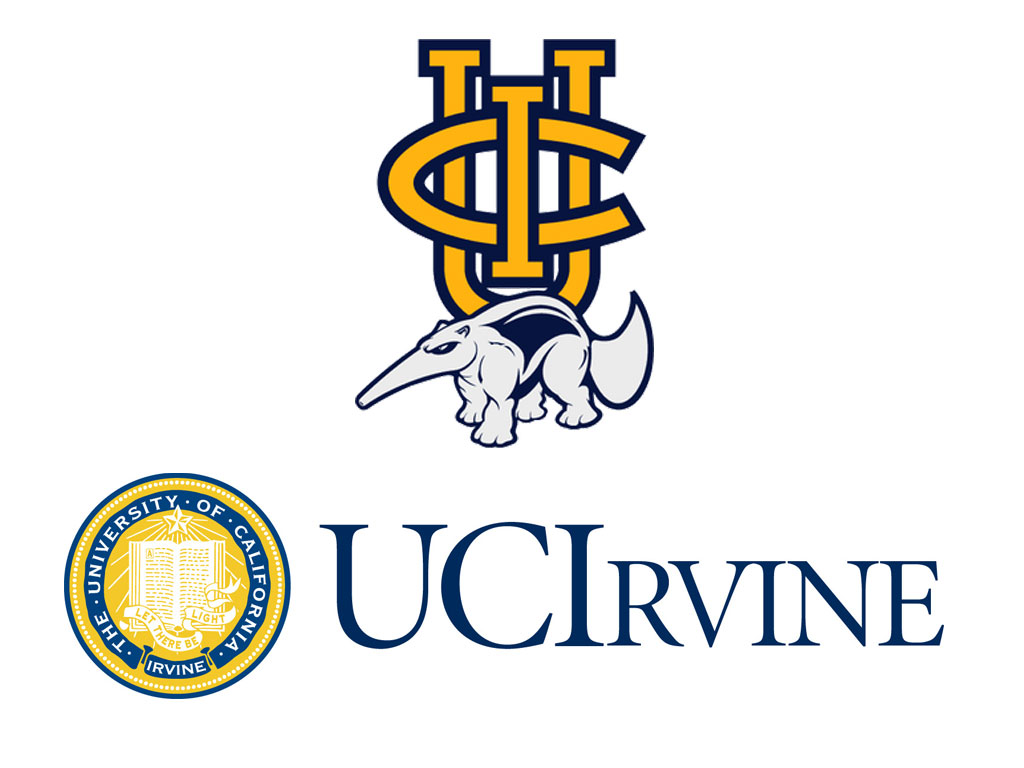 UCI
THE · UNIVERSITY · OF · CALIFORNIA ·
A
LET THERE BE LIGHT
IRVINE
UCIRVINE